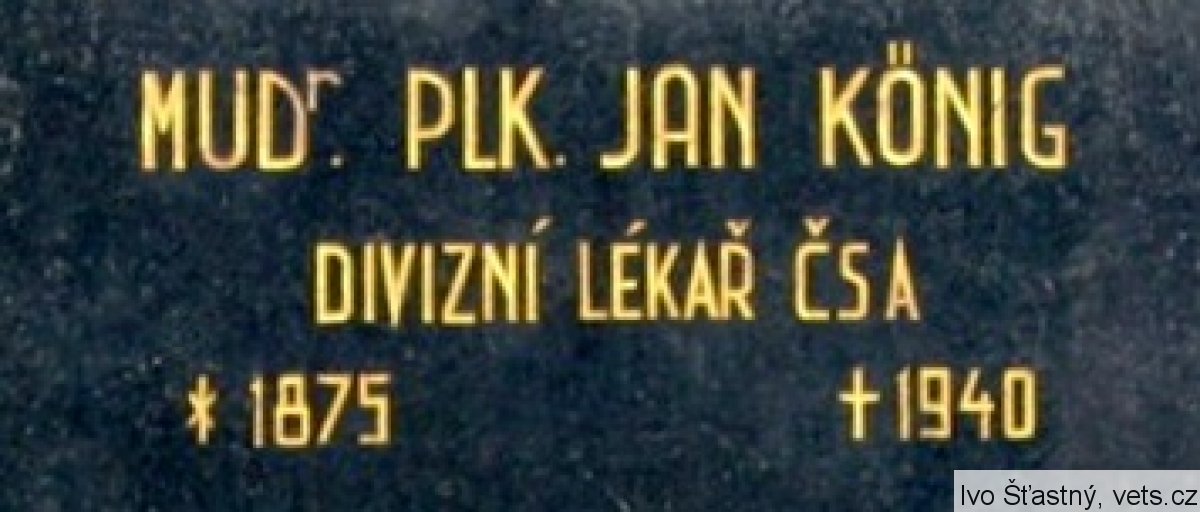 MUDr. PLK. JAN KÖNIG
DIVIZNÍ LÉKAŘ ČSA
* 1875 † 1940
Ivo Šťastný, vets.cz